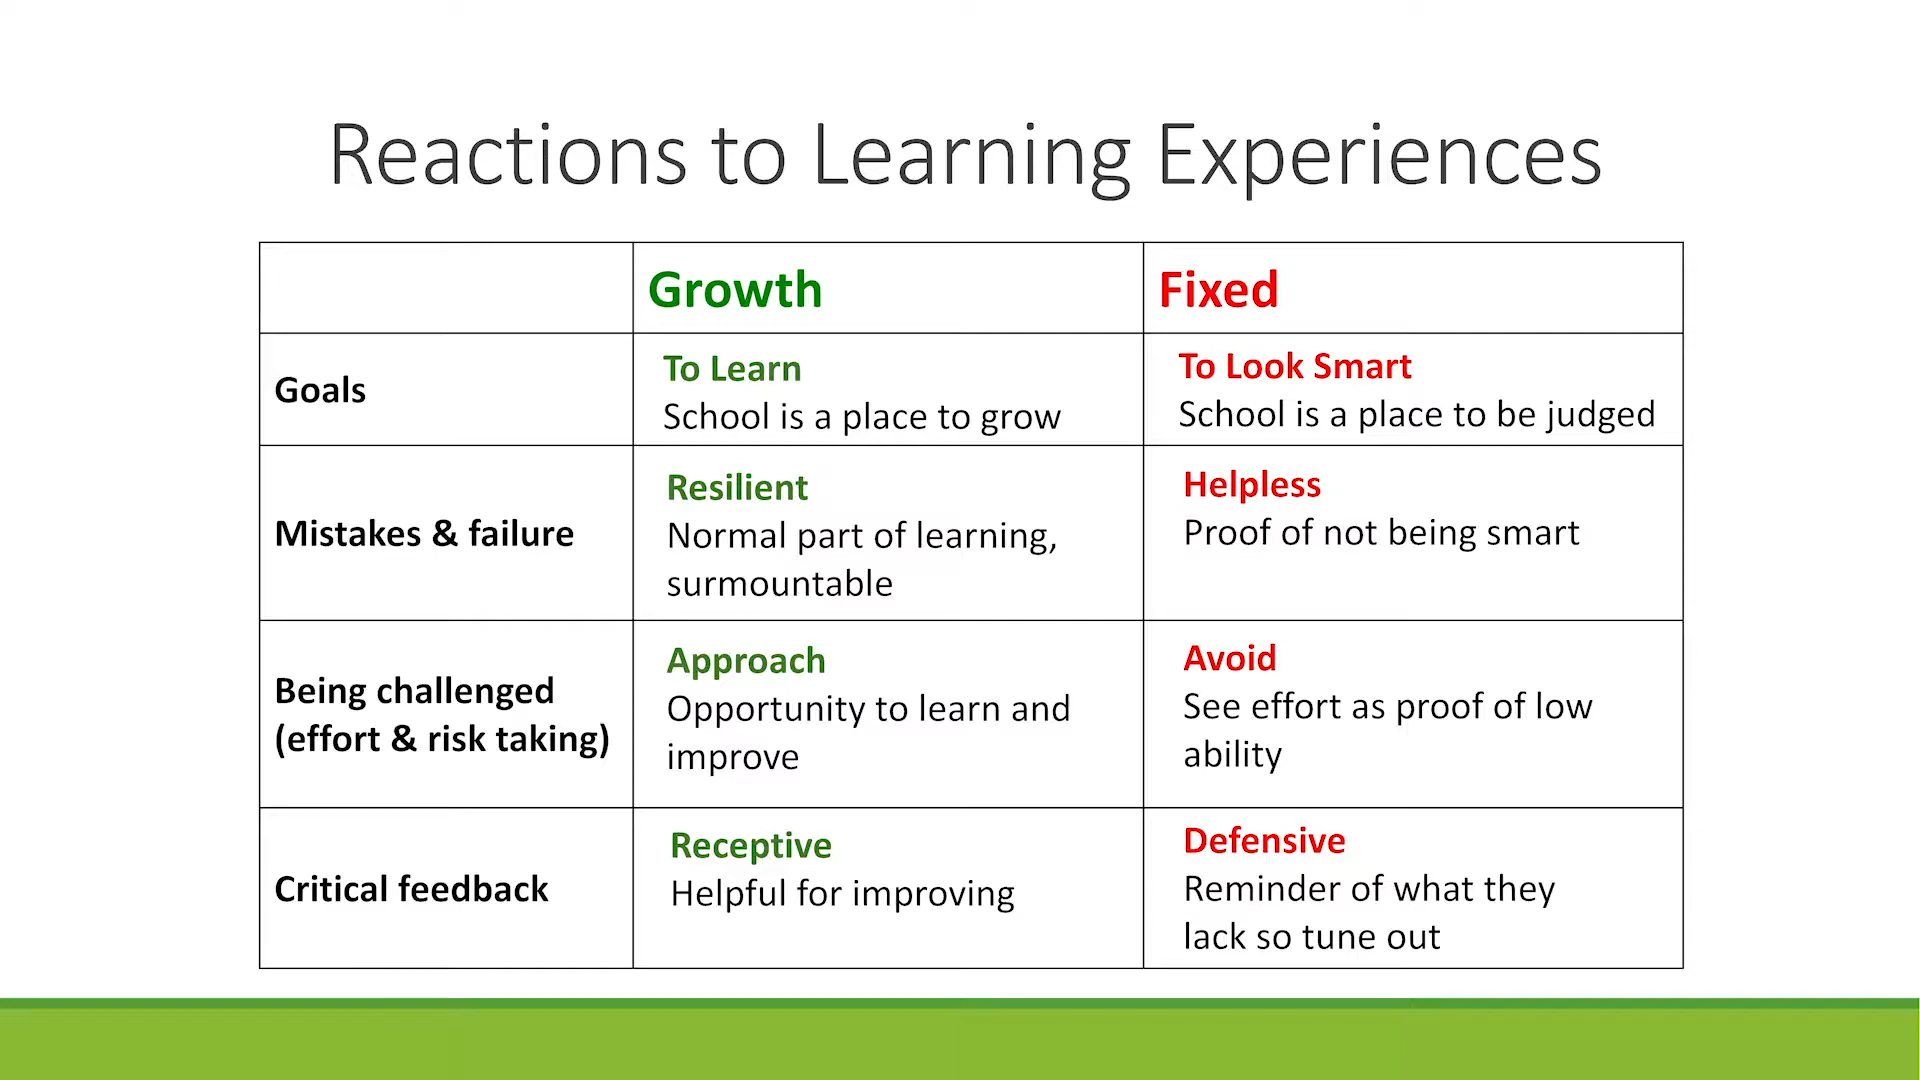 Reactions to Learning Experiences
Growth
Fixed
Goals
To Learn
School is a place to grow
To Look Smart
School is a place to be judged
Mistakes & failure
Resilient
Normal part of learning,
surmountable
Helpless
Proof of not being smart
Being challenged
(effort & risk taking)
Approach
Opportunity to learn and
improve
Avoid
See effort as proof of low
ability
Critical feedback
Receptive
Helpful for improving
Defensive
Reminder of what they
lack so tune out